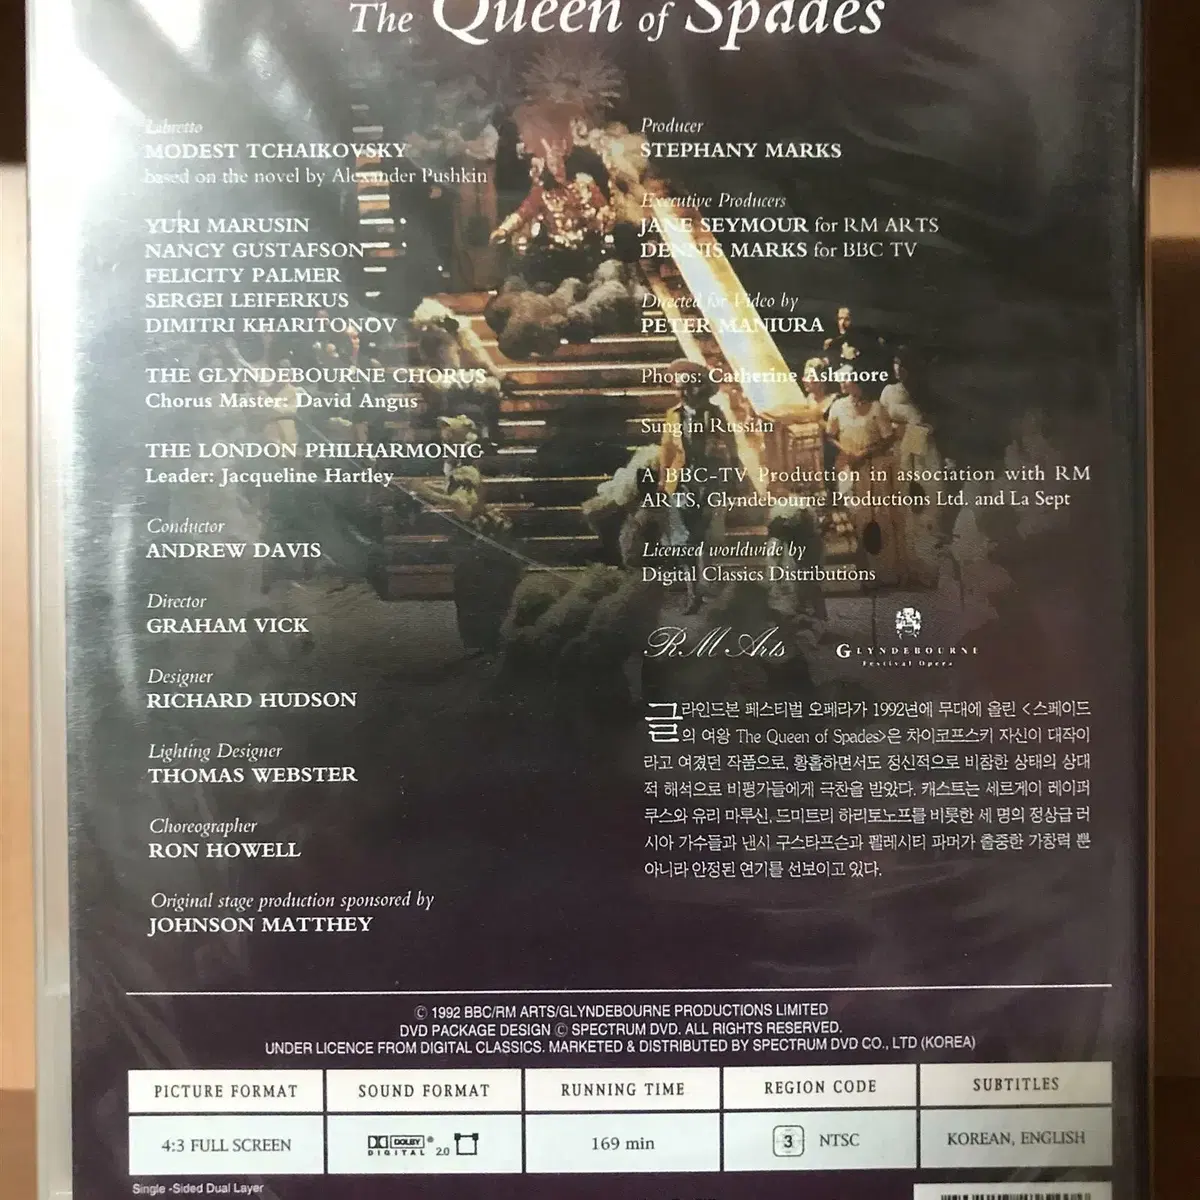 The Queen of Spades
Libretto
MODEST TCHAIKOVSKY
based on the novel by Alexander Pushkin
YURI MARUSIN
NANCY GUSTAFSON
FELICITY PALMER
SERGEI LEIFERKUS
DIMITRI KHARITONOV
THE GLYNDEBOURNE CHORUS
Chorus Master: David Angus
THE LONDON PHILHARMONIC
Leader: Jacqueline Hartley
Conductor
ANDREW DAVIS
Director
GRAHAM VICK
Designer
RICHARD HUDSON
Lighting Designer
THOMAS WEBSTER
Choreographer
RON HOWELL
Original stage production sponsored by
JOHNSON MATTHEY
Producer
STEPHANY MARKS
Executive Producers
JANE SEYMOUR for RM ARTS
DENNIS MARKS for BBC TV
Directed for Video by
PETER MANIURA
Photos: Catherine Ashmore
Sung in Russian
A BBC-TV Production in association with RM
ARTS, Glyndebourne Productions Ltd. and La Sept
Licensed worldwide by
Digital Classics Distributions
RM Arts
GLYNDEBOURNE
Festival Opera
글라인드본 페스티벌 오페라가 1992년에 무대에 올린 <스페이드
의 여왕 The Queen of Spades>은 차이코프스키 자신이 대작이
라고 여겼던 작품으로, 황홀하면서도 정신적으로 비참한 상태의 상대
적 해석으로 비평가들에게 극찬을 받았다. 캐스트는 세르게이 레이퍼
쿠스와 유리 마루신, 드미트리 하리토노프를 비롯한 세 명의 정상급 러
시아 가수들과 낸시 구스타프슨과 펠레시티 파머가 출중한 가창력 뿐
아니라 안정된 연기를 선보이고 있다.
© 1992 BBC/RM ARTS/GLYNDEBOURNE PRODUCTIONS LIMITED
DVD PACKAGE DESIGN © SPECTRUM DVD. ALL RIGHTS RESERVED.
UNDER LICENCE FROM DIGITAL CLASSICS. MARKETED & DISTRIBUTED BY SPECTRUM DVD CO., LTD (KOREA)
PICTURE FORMAT
SOUND FORMAT
RUNNING TIME
REGION CODE
SUBTITLES
4:3 FULL SCREEN
DOLBY DIGITAL 2.0
169 min
3 NTSC
KOREAN, ENGLISH
Single -Sided Dual Layer